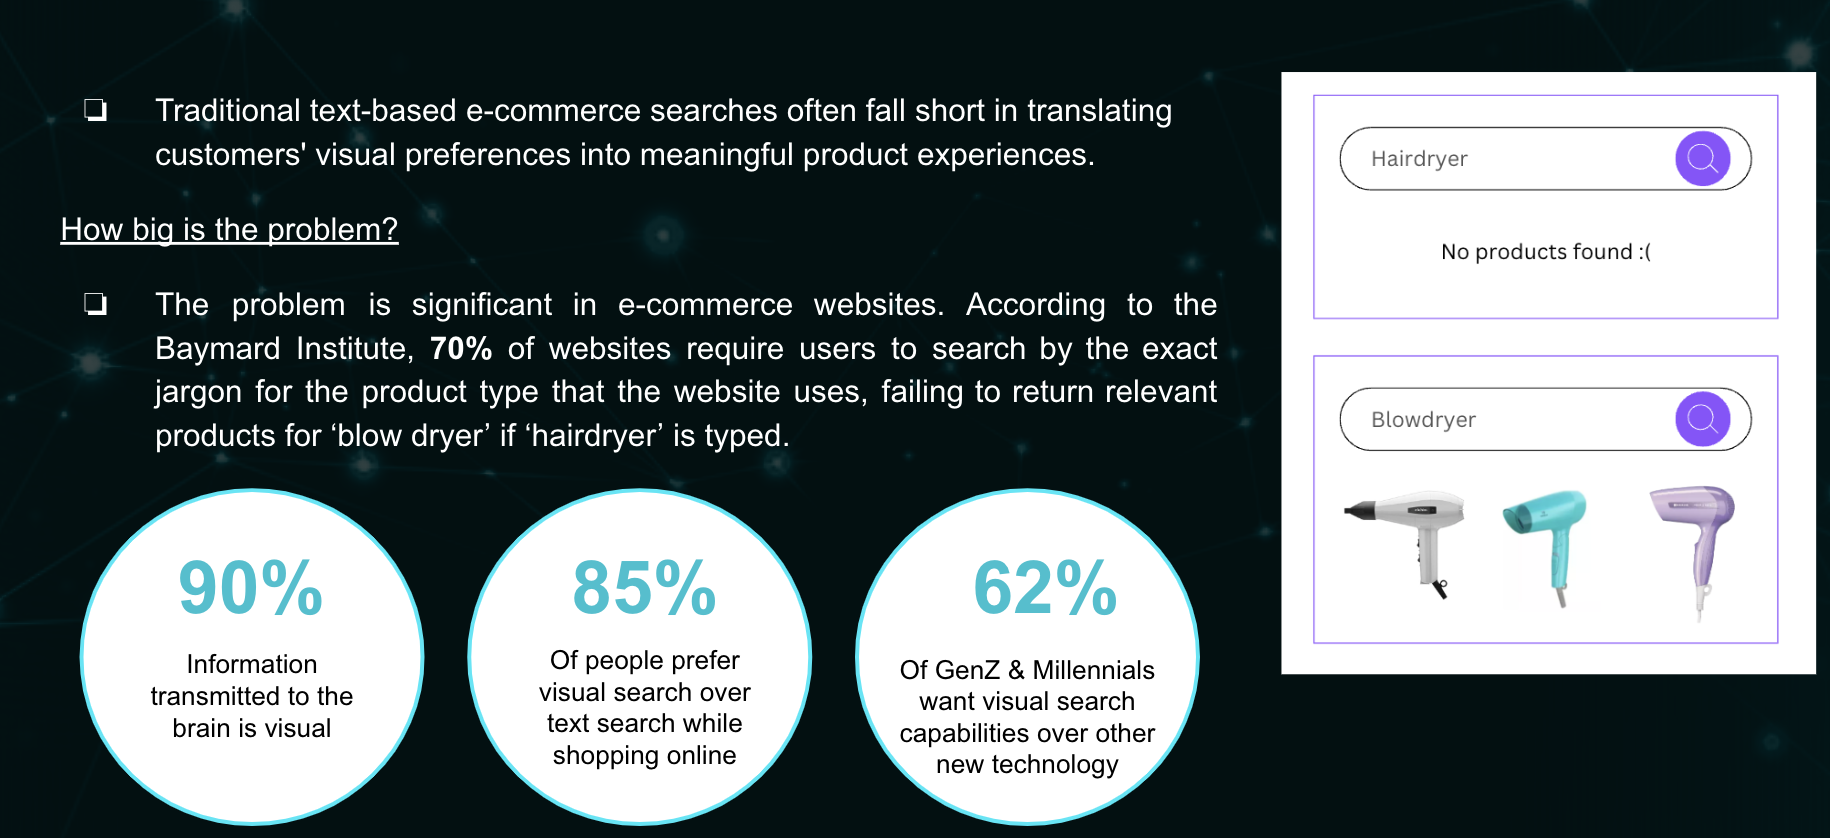 ❏ Traditional text-based e-commerce searches often fall short in translating
customers' visual preferences into meaningful product experiences.
How big is the problem?
❏ The problem is significant in e-commerce websites. According to the
Baymard Institute, 70% of websites require users to search by the exact
jargon for the product type that the website uses, failing to return relevant
products for ‘blow dryer’ if ‘hairdryer’ is typed.
90%
Information
transmitted to the
brain is visual
85%
Of people prefer
visual search over
text search while
shopping online
62%
Of GenZ & Millennials
want visual search
capabilities over other
new technology
Hairdryer
No products found :(
Blowdryer